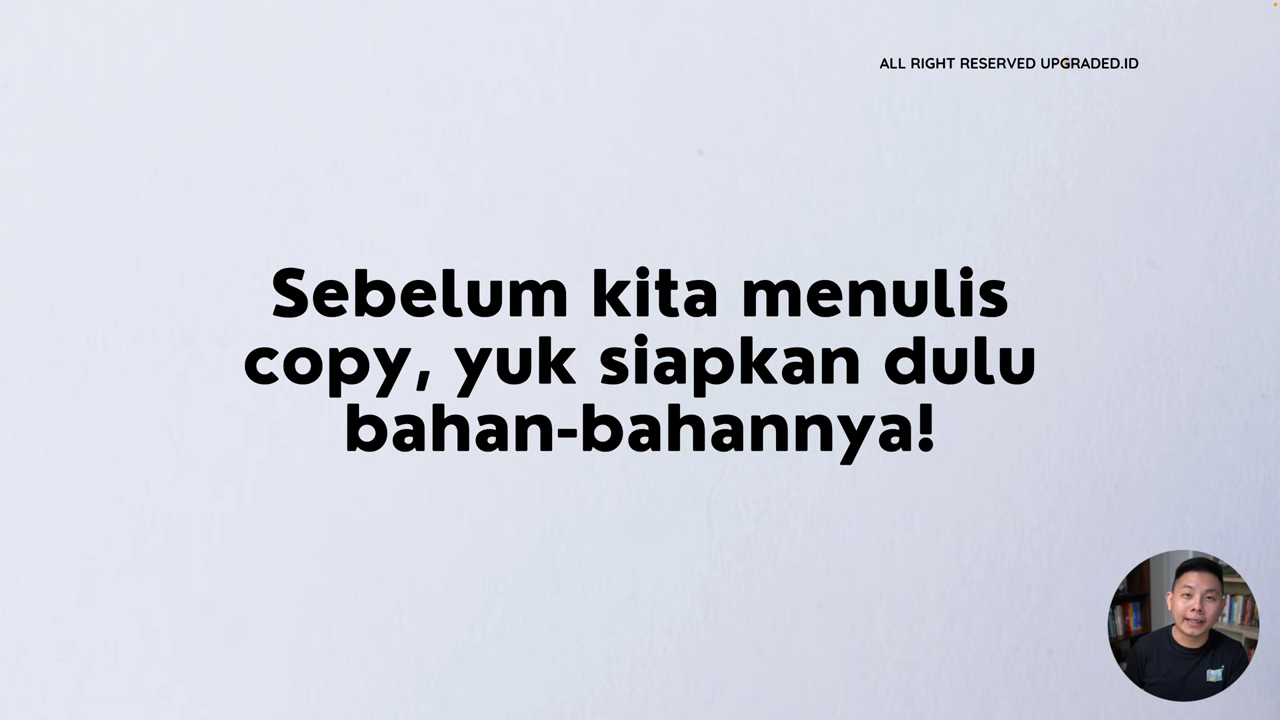 ALL RIGHT RESERVED UPGRADED.ID
Sebelum kita menulis
copy, yuk siapkan dulu
bahan-bahannya!